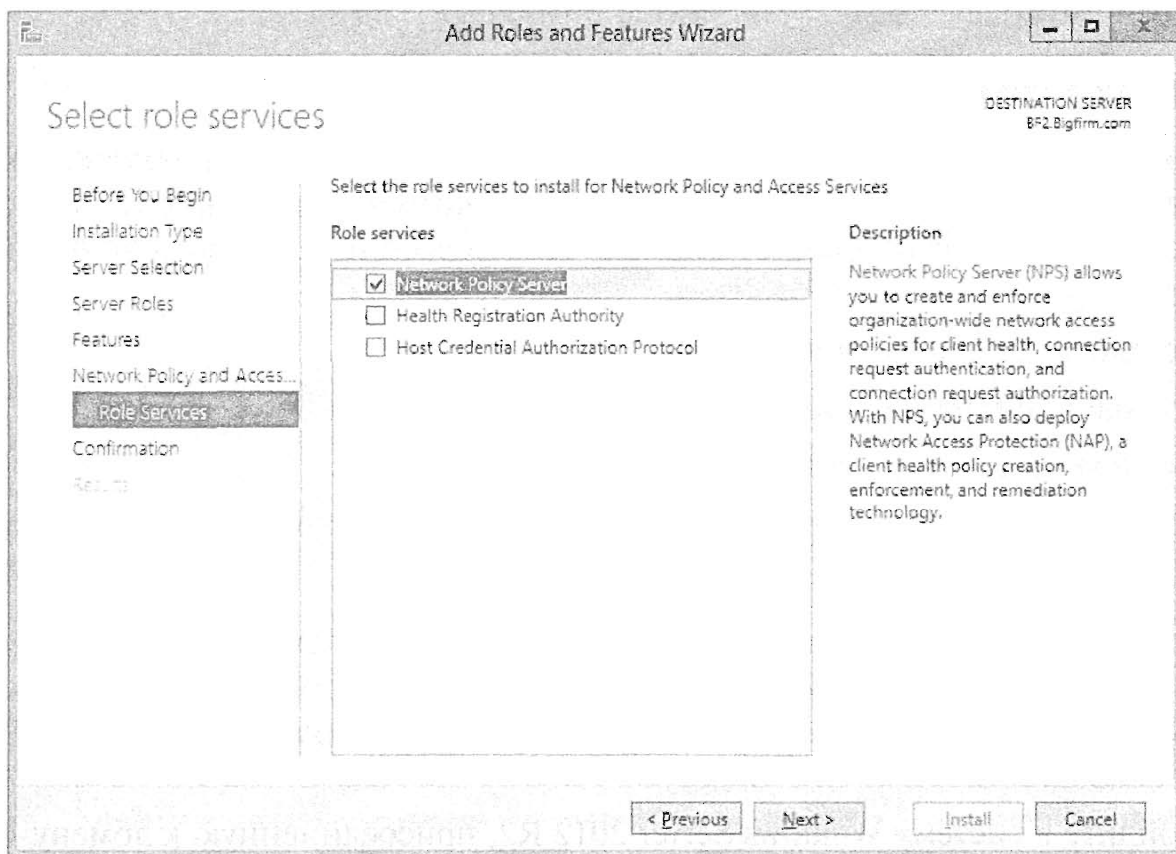 Add Roles and Features Wizard
Select role services
DESTINATION SERVER
BF2.Bigfirm.com
Before You Begin
Installation Type
Server Selection
Server Roles
Features
Network Policy and Acces...
Role Services
Confirmation
Results
Select the role services to install for Network Policy and Access Services
Role services
Network Policy Server
Health Registration Authority
Host Credential Authorization Protocol
Description
Network Policy Server (NPS) allows
you to create and enforce
organization-wide network access
policies for client health, connection
request authentication, and
connection request authorization.
With NPS, you can also deploy
Network Access Protection (NAP), a
client health policy creation,
enforcement, and remediation
technology.
< Previous
Next >
Install
Cancel